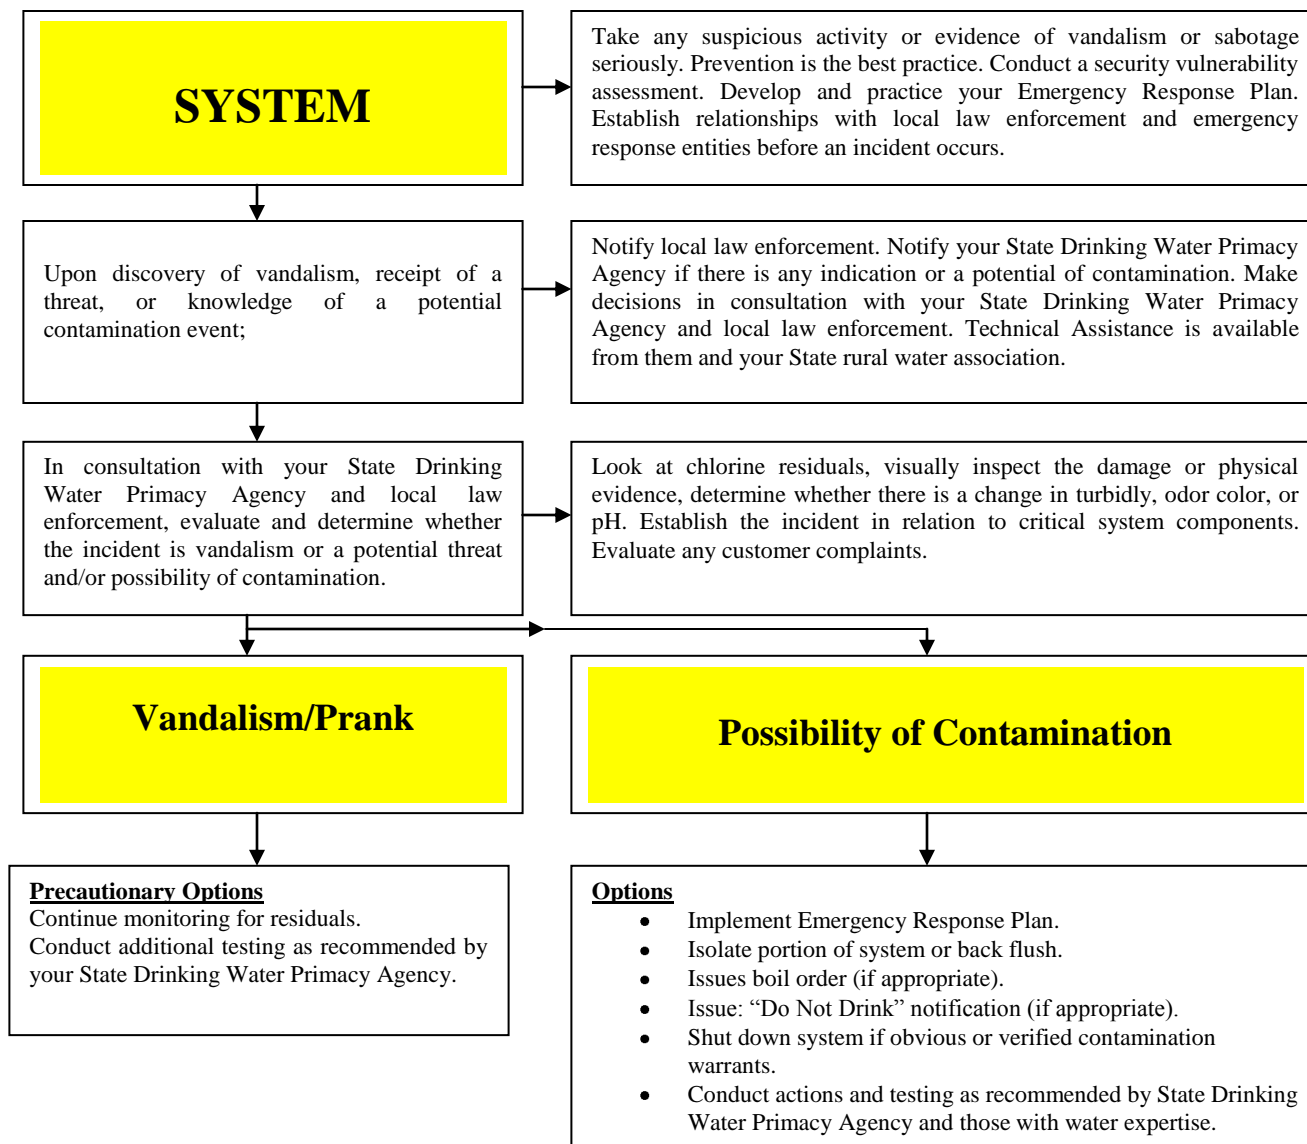 SYSTEM
Take any suspicious activity or evidence of vandalism or sabotage
seriously. Prevention is the best practice. Conduct a security vulnerability
assessment. Develop and practice your Emergency Response Plan.
Establish relationships with local law enforcement and emergency
response entities before an incident occurs.
Upon discovery of vandalism, receipt of a
threat, or knowledge of a potential
contamination event;
Notify local law enforcement. Notify your State Drinking Water Primacy
Agency if there is any indication or a potential of contamination. Make
decisions in consultation with your State Drinking Water Primacy
Agency and local law enforcement. Technical Assistance is available
from them and your State rural water association.
In consultation with your State Drinking
Water Primacy Agency and local law
enforcement, evaluate and determine whether
the incident is vandalism or a potential threat
and/or possibility of contamination.
Look at chlorine residuals, visually inspect the damage or physical
evidence, determine whether there is a change in turbidly, odor color, or
pH. Establish the incident in relation to critical system components.
Evaluate any customer complaints.
Vandalism/Prank
Possibility of Contamination
Precautionary Options
Continue monitoring for residuals.
Conduct additional testing as recommended by
your State Drinking Water Primacy Agency.
Options
• Implement Emergency Response Plan.
• Isolate portion of system or back flush.
• Issues boil order (if appropriate).
• Issue: “Do Not Drink” notification (if appropriate).
• Shut down system if obvious or verified contamination
warrants.
• Conduct actions and testing as recommended by State Drinking
Water Primacy Agency and those with water expertise.